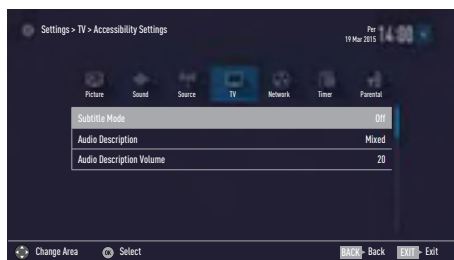 Settings > TV > Accessibility Settings
Per
19 Mar 2015 14:00
Picture Sound Source TV Network Timer Parental
Subtitle Mode Off
Audio Description Mixed
Audio Description Volume 20
Change Area OK Select BACK Back EXIT Exit